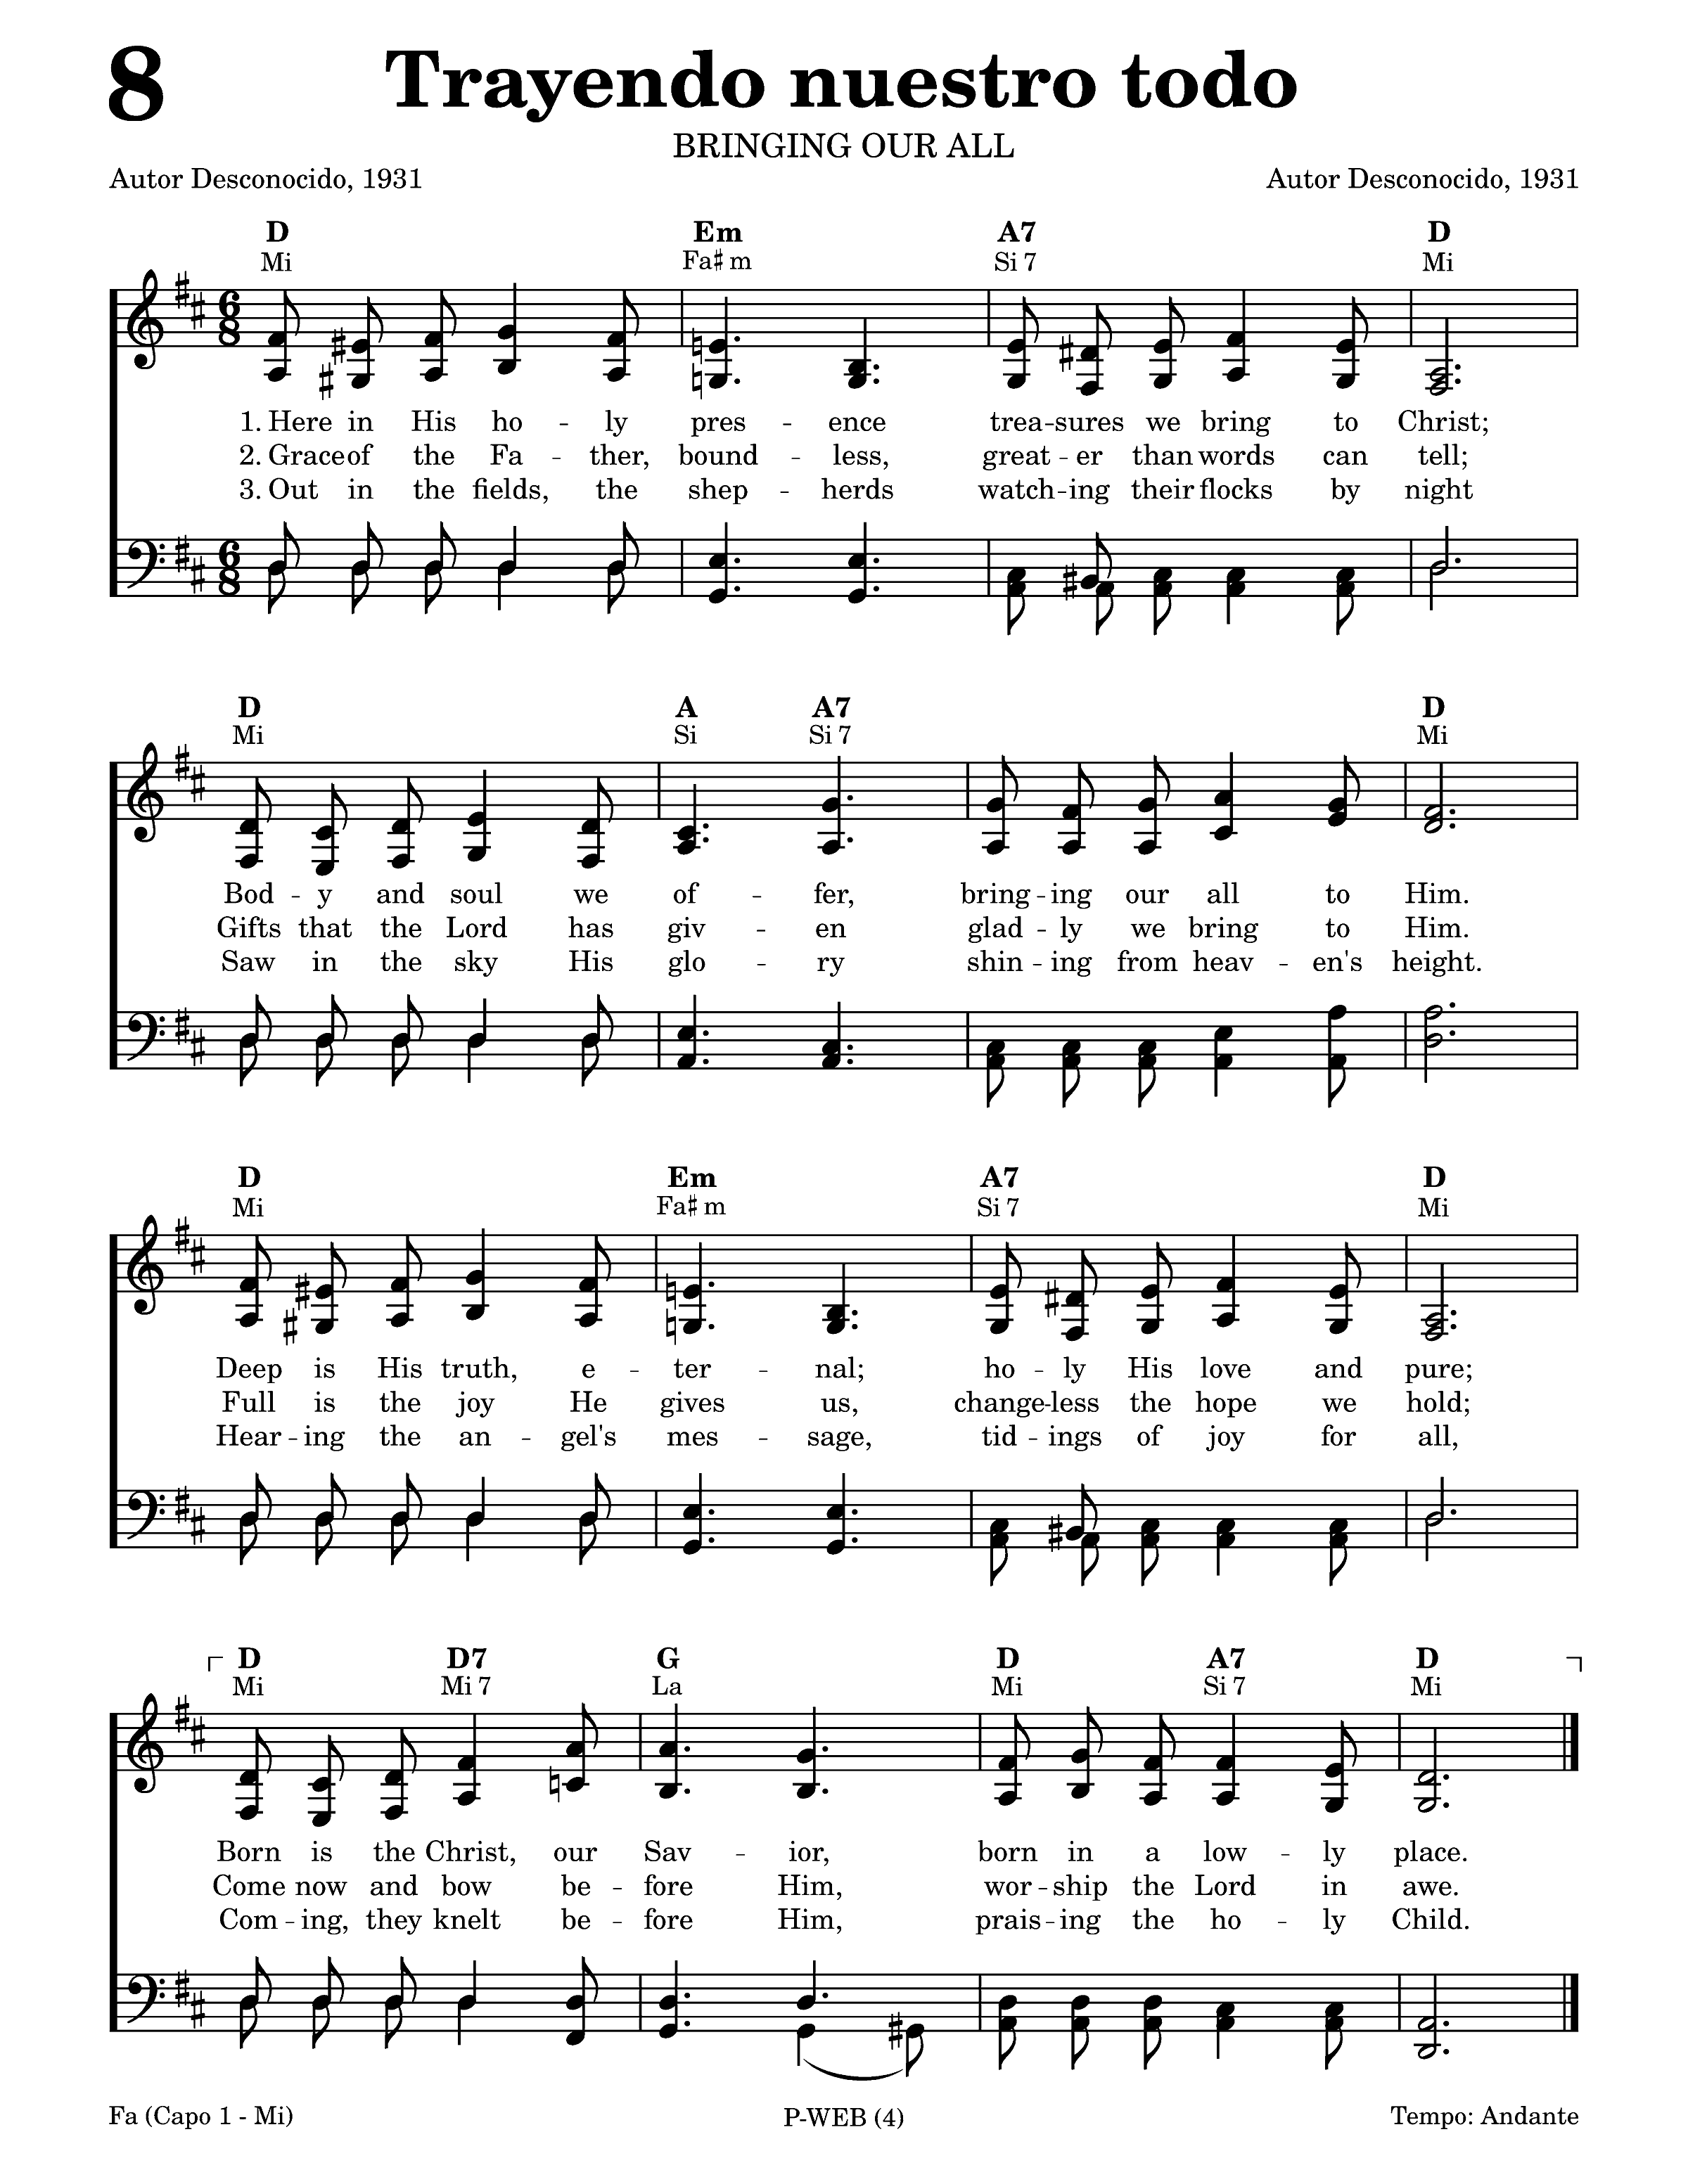 8
Trayendo nuestro todo
BRINGING OUR ALL
Autor Desconocido, 1931 Autor Desconocido, 1931
D Em A7 D
Mi Fa♯m Si 7 Mi
6 8
1. Here in His ho -- ly pres -- ence trea -- sures we bring to Christ;
2. Grace of the Fa -- ther, bound -- less, great -- er than words can tell;
3. Out in the fields, the shep -- herds watch -- ing their flocks by night
6 8
D A A7 D
Mi Si Si 7 Mi
Bod -- y and soul we of -- fer, bring -- ing our all to Him.
Gifts that the Lord has giv -- en glad -- ly we bring to Him.
Saw in the sky His glo -- ry shin -- ing from heav -- en's height.
D Em A7 D
Mi Fa♯m Si 7 Mi
Deep is His truth, e -- ter -- nal; ho -- ly His love and pure;
Full is the joy He gives us, change -- less the hope we hold;
Hear -- ing the an -- gel's mes -- sage, tid -- ings of joy for all,
D D7 G D A7 D
Mi Mi 7 La Mi Si 7 Mi
Born is the Christ, our Sav -- ior, born in a low -- ly place.
Come now and bow be -- fore Him, wor -- ship the Lord in awe.
Com -- ing, they knelt be -- fore Him, prais -- ing the ho -- ly Child.
Fa (Capo 1 - Mi) P-WEB (4) Tempo: Andante